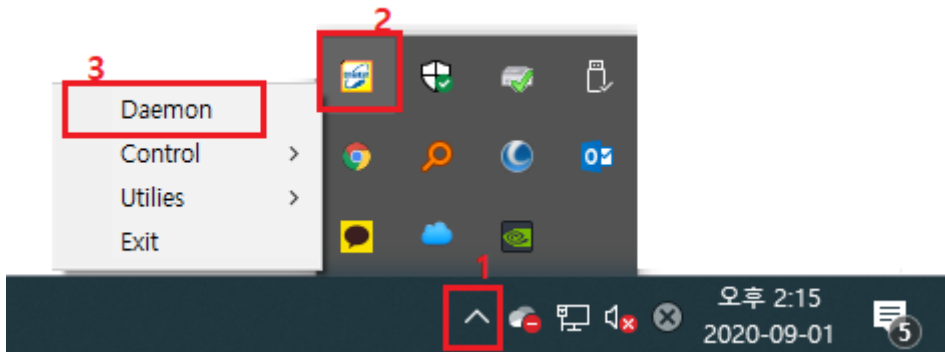 2
3
Daemon
Control >
Utilies >
Exit
1
오후 2:15
2020-09-01
5